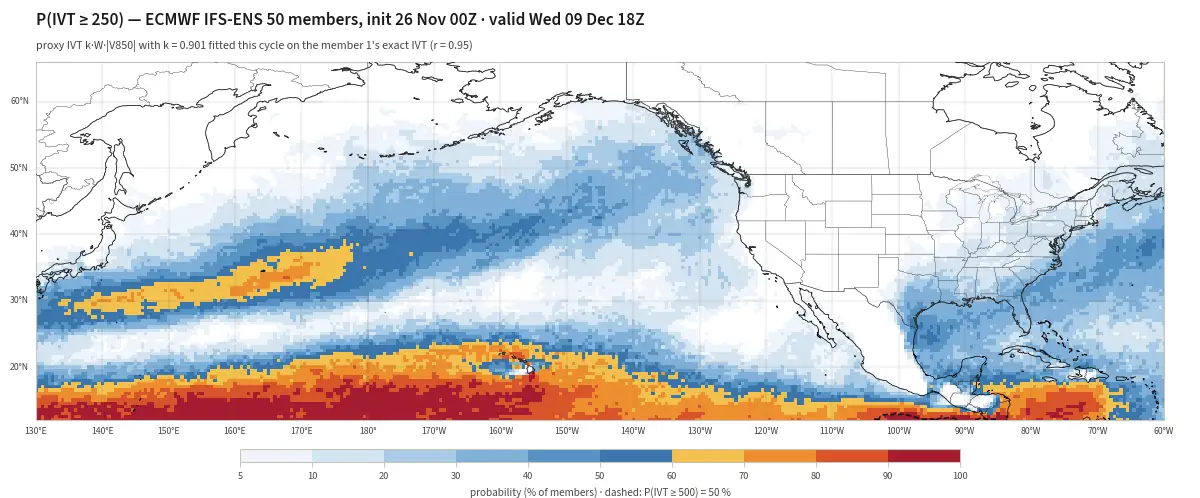 P(IVT ≥ 250) — ECMWF IFS-ENS 50 members, init 26 Nov 00Z · valid Wed 09 Dec 18Z
proxy IVT k·W·|V850| with k = 0.901 fitted this cycle on the member 1's exact IVT (r = 0.95)
60°N
50°N
40°N
30°N
20°N
130°E 140°E 150°E 160°E 170°E 180° 170°W 160°W 150°W 140°W 130°W 120°W 110°W 100°W 90°W 80°W 70°W 60°W
5 10 20 30 40 50 60 70 80 90 100
probability (% of members) · dashed: P(IVT ≥ 500) = 50 %